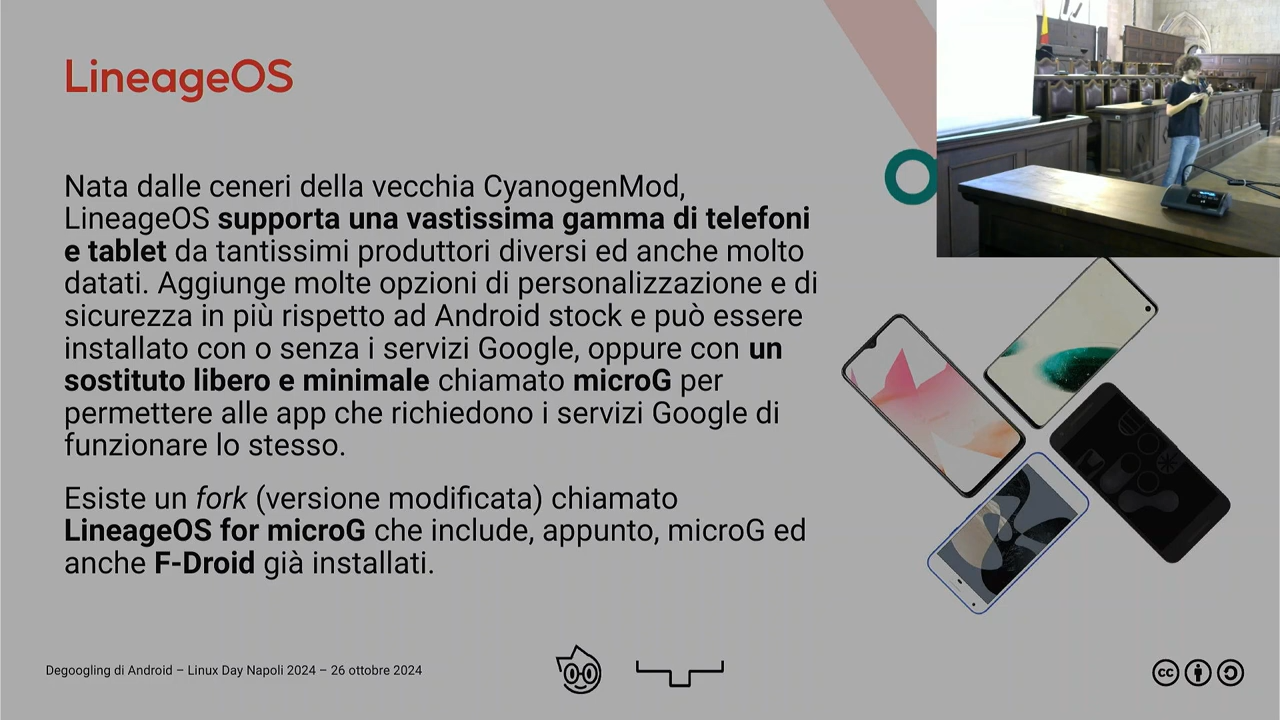 LineageOS
Nata dalle ceneri della vecchia CyanogenMod,
LineageOS supporta una vastissima gamma di telefoni
e tablet da tantissimi produttori diversi ed anche molto
datati. Aggiunge molte opzioni di personalizzazione e di
sicurezza in più rispetto ad Android stock e può essere
installato con o senza i servizi Google, oppure con un
sostituto libero e minimale chiamato microG per
permettere alle app che richiedono i servizi Google di
funzionare lo stesso.
Esiste un fork (versione modificata) chiamato
LineageOS for microG che include, appunto, microG ed
anche F-Droid già installati.
Degoogling di Android – Linux Day Napoli 2024 – 26 ottobre 2024
cc